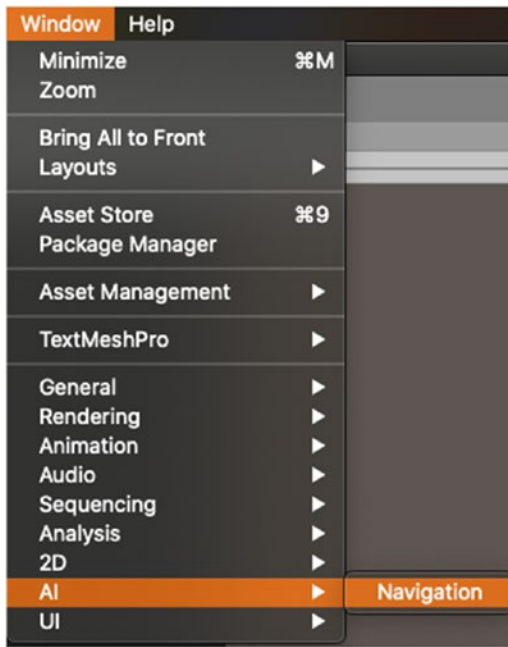 Window Help
Minimize ⌘M
Zoom
Bring All to Front
Layouts ▶
Asset Store ⌘9
Package Manager
Asset Management ▶
TextMeshPro ▶
General ▶
Rendering ▶
Animation ▶
Audio ▶
Sequencing ▶
Analysis ▶
2D ▶
AI ▶ Navigation
UI ▶